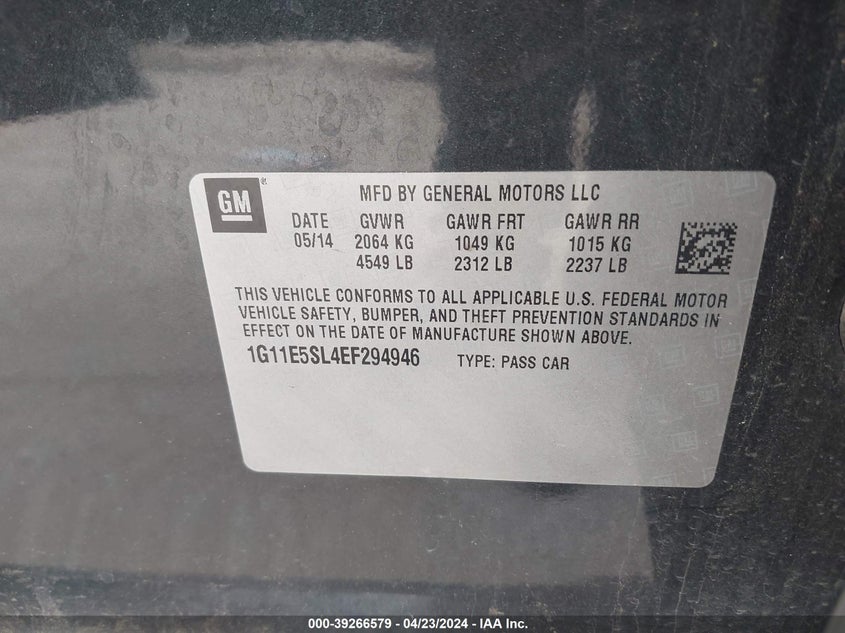 GM
MFD BY GENERAL MOTORS LLC
DATE GVWR GAWR FRT GAWR RR
05/14 2064 KG 1049 KG 1015 KG
4549 LB 2312 LB 2237 LB
THIS VEHICLE CONFORMS TO ALL APPLICABLE U.S. FEDERAL MOTOR
VEHICLE SAFETY, BUMPER, AND THEFT PREVENTION STANDARDS IN
EFFECT ON THE DATE OF MANUFACTURE SHOWN ABOVE.
1G11E5SL4EF294946 TYPE: PASS CAR
000-39266579 - 04/23/2024 - IAA Inc.